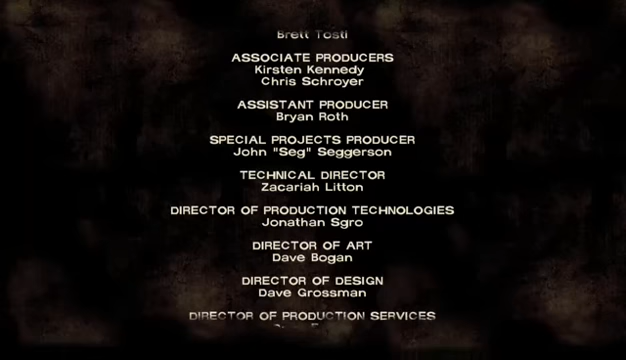 Brett Tosti
ASSOCIATE PRODUCERS
Kirsten Kennedy
Chris Schroyer
ASSISTANT PRODUCER
Bryan Roth
SPECIAL PROJECTS PRODUCER
John "Seg" Seggerson
TECHNICAL DIRECTOR
Zacariah Litton
DIRECTOR OF PRODUCTION TECHNOLOGIES
Jonathan Sgro
DIRECTOR OF ART
Dave Bogan
DIRECTOR OF DESIGN
Dave Grossman
DIRECTOR OF PRODUCTION SERVICES